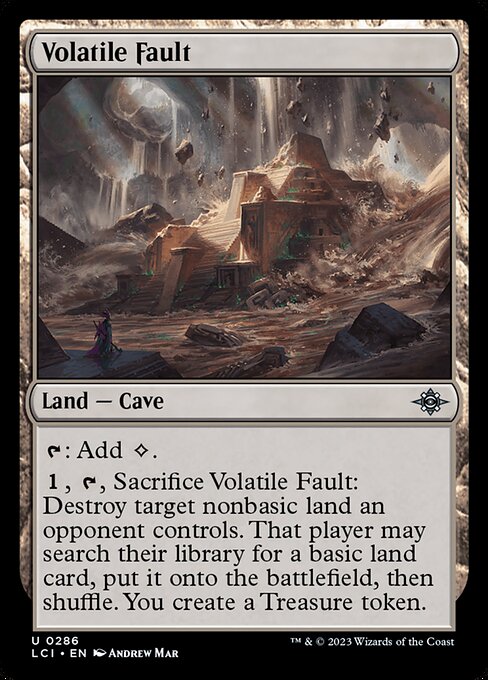 Volatile Fault
Land — Cave
: Add .
1, , Sacrifice Volatile Fault:
Destroy target nonbasic land an
opponent controls. That player may
search their library for a basic land
card, put it onto the battlefield, then
shuffle. You create a Treasure token.
U 0286
LCI • EN Andrew Mar
™ & © 2023 Wizards of the Coast